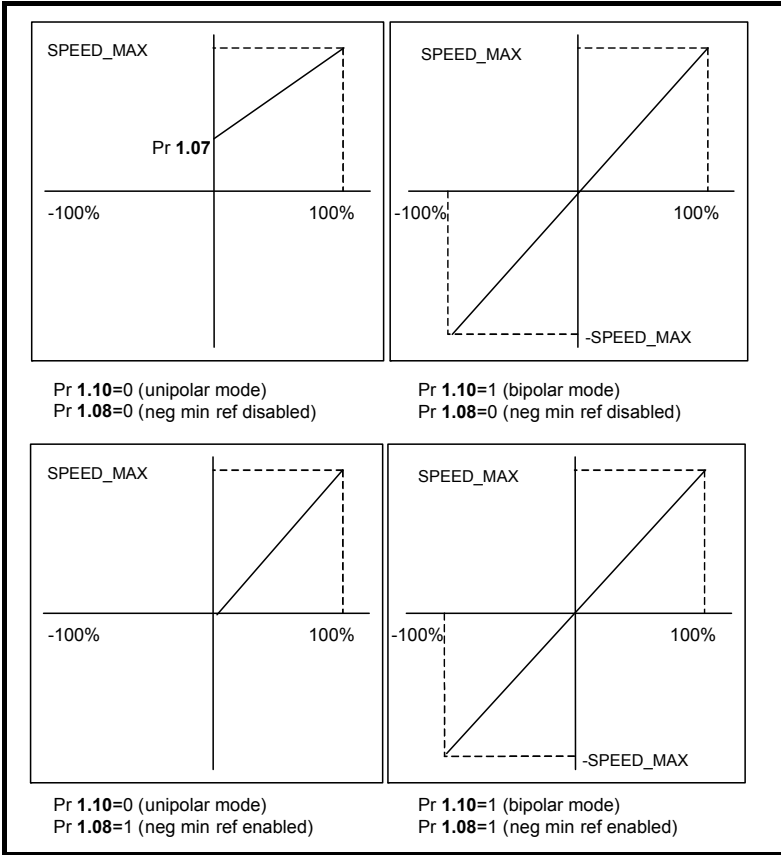 SPEED_MAX
Pr 1.07
-100%
100%
SPEED_MAX
-100%
100%
-SPEED_MAX
Pr 1.10=0 (unipolar mode)
Pr 1.08=0 (neg min ref disabled)
Pr 1.10=1 (bipolar mode)
Pr 1.08=0 (neg min ref disabled)
SPEED_MAX
-100%
100%
SPEED_MAX
-100%
100%
-SPEED_MAX
Pr 1.10=0 (unipolar mode)
Pr 1.08=1 (neg min ref enabled)
Pr 1.10=1 (bipolar mode)
Pr 1.08=1 (neg min ref enabled)